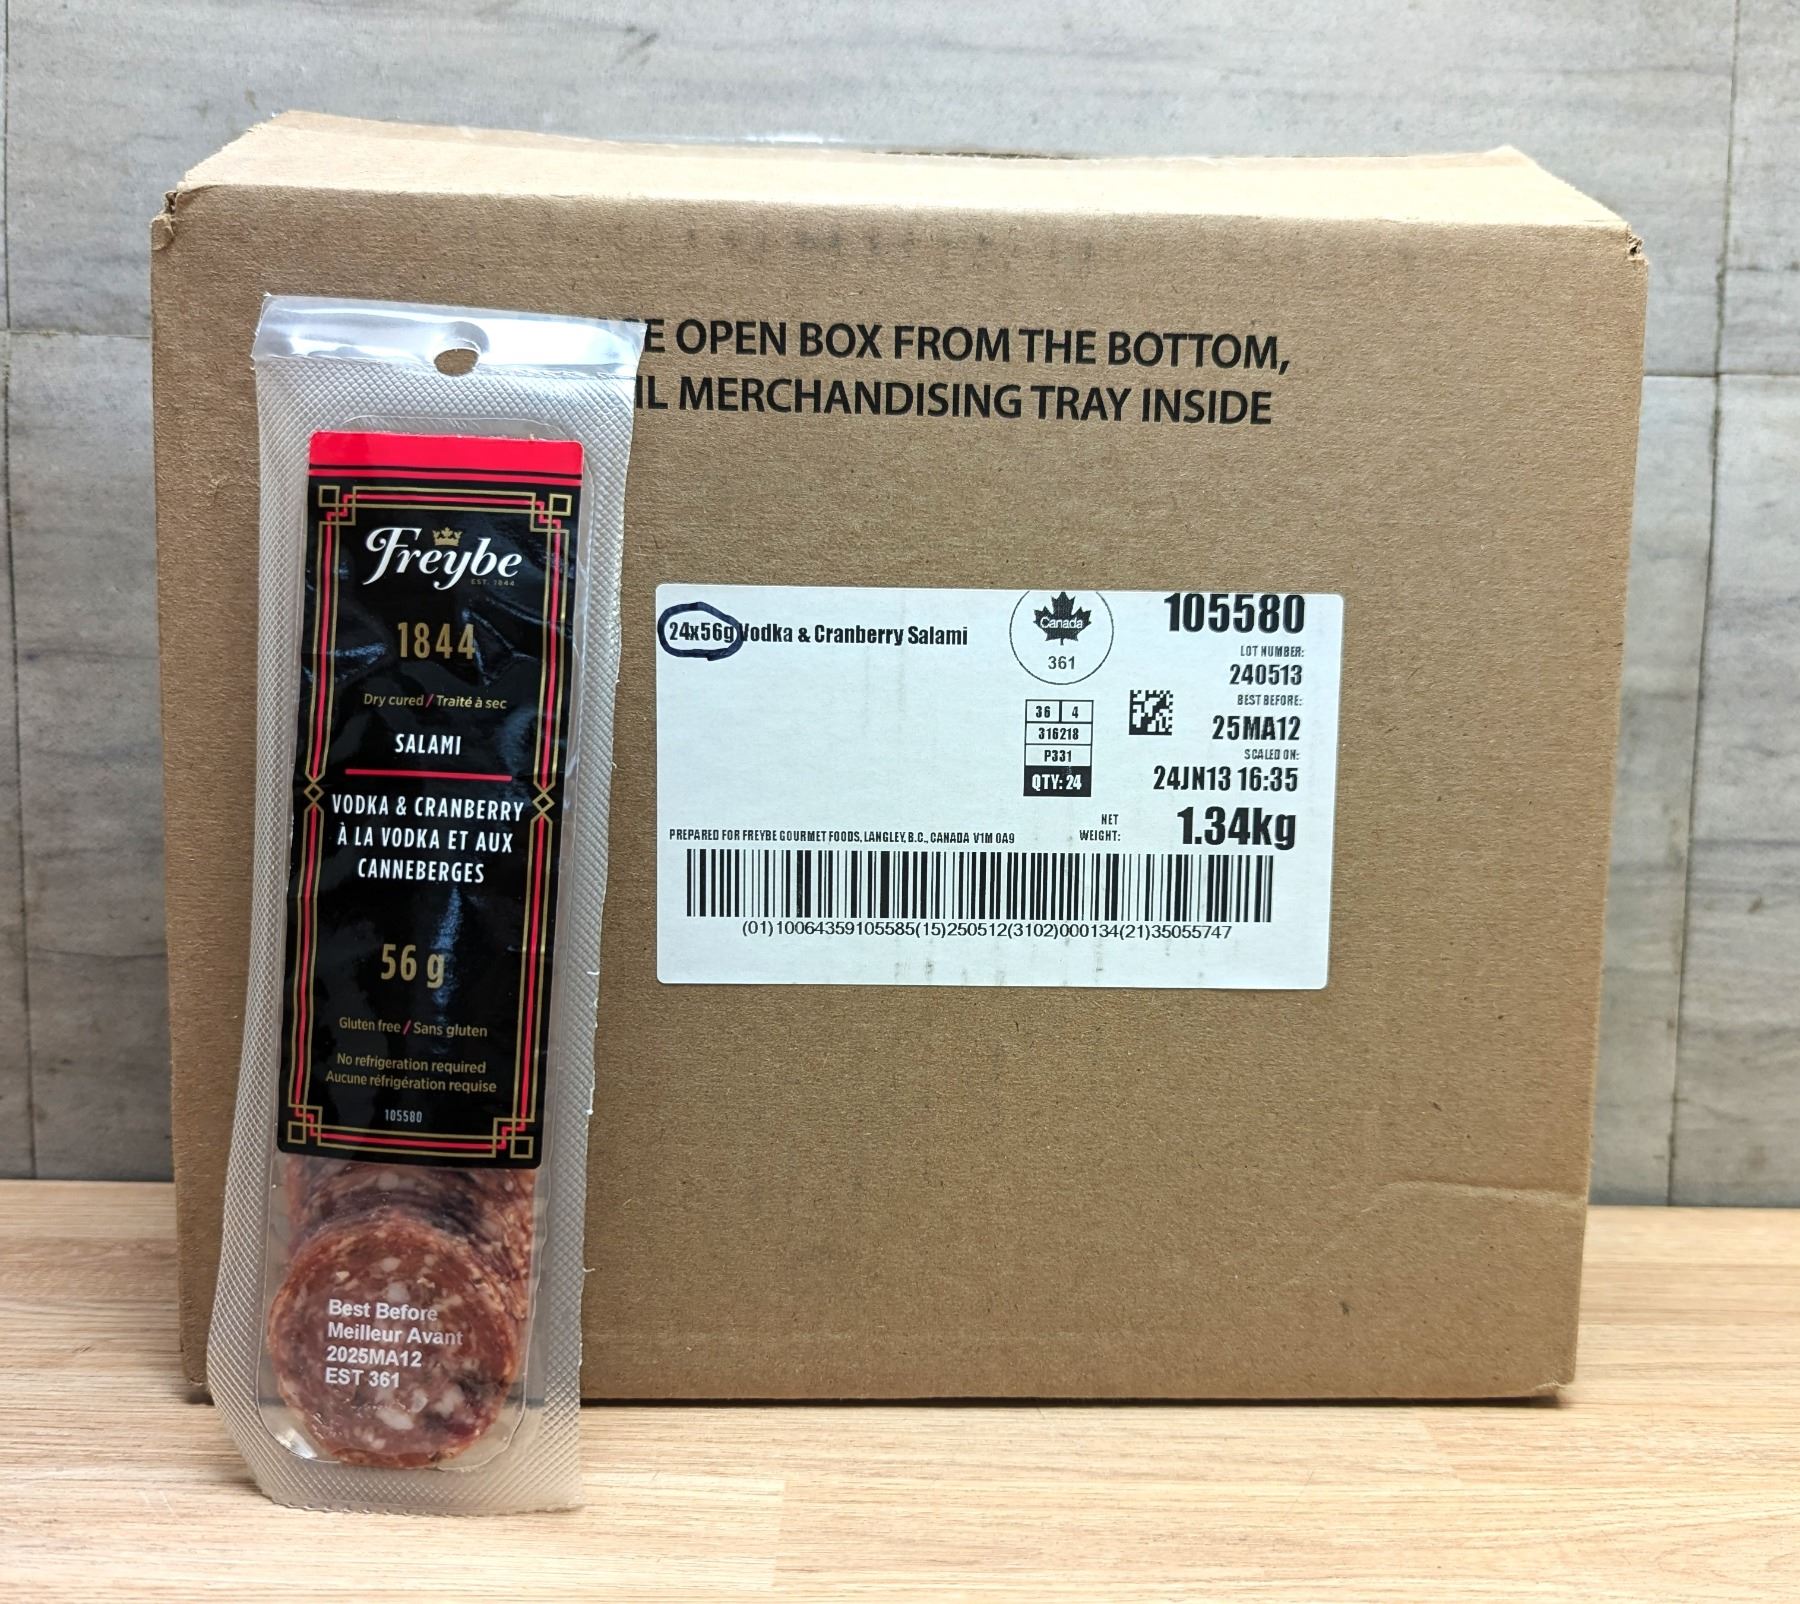 E OPEN BOX FROM THE BOTTOM,
IL MERCHANDISING TRAY INSIDE
Freybe
EST. 1844
1844
Dry cured / Traité à sec
SALAMI
VODKA & CRANBERRY
À LA VODKA ET AUX
CANNEBERGES
56 g
Gluten free / Sans gluten
No refrigeration required
Aucune réfrigération requise
105580
Best Before
Meilleur Avant
2025MA12
EST 361
24x56g Vodka & Cranberry Salami
Canada
361
105580
LOT NUMBER:
240513
BEST BEFORE:
25MA12
SCALED ON:
24JN13 16:35
36 4
316218
P331
QTY: 24
NET
WEIGHT:
1.34kg
PREPARED FOR FREYBE GOURMET FOODS, LANGLEY, B.C., CANADA V1M 0A9
(01)10064359105585(15)250512(3102)000134(21)35055747